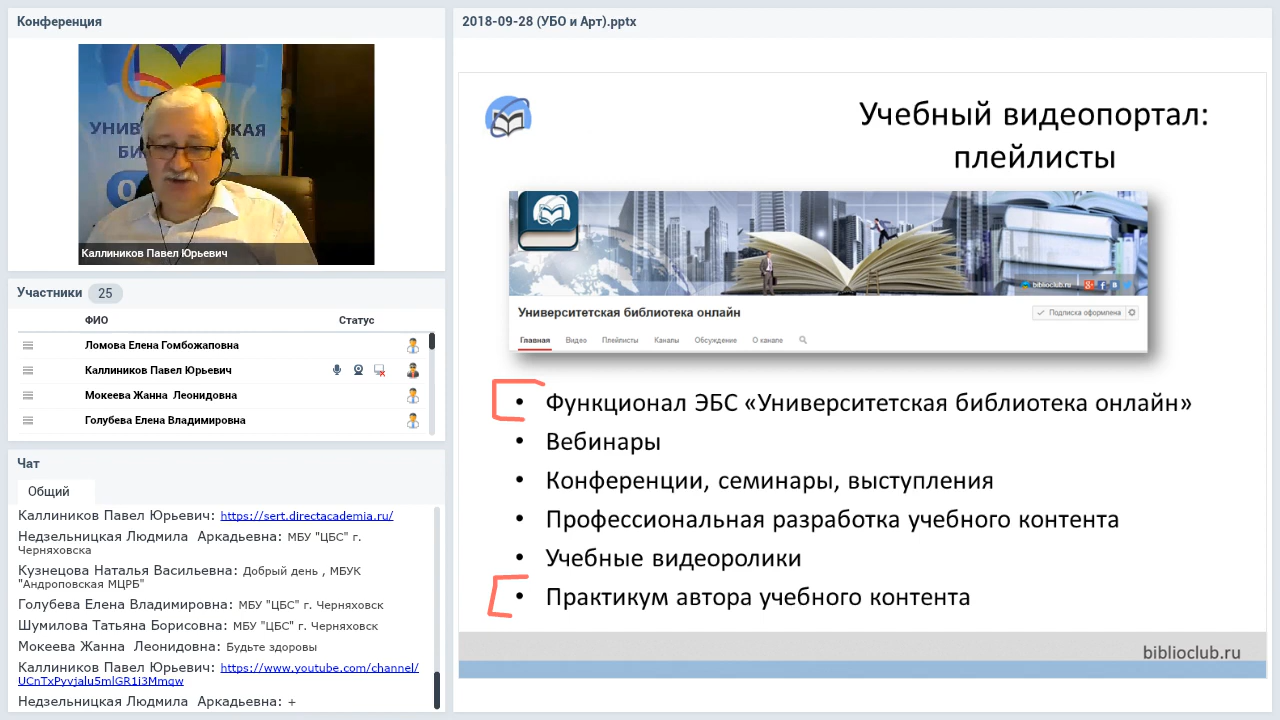 Конференция
УНИВ СКАЯ
Каллиников Павел Юрьевич
Участники 25
ФИО Статус
Ломова Елена Гомбожаповна
Каллиников Павел Юрьевич
Мокеева Жанна Леонидовна
Голубева Елена Владимировна
Чат
Общий
Каллиников Павел Юрьевич: https://sert.directacademia.ru/
Недзельницкая Людмила Аркадьевна: МБУ "ЦБС" г.
Черняховска
Кузнецова Наталья Васильевна: Добрый день , МБУК
"Андроповская МЦРБ"
Голубева Елена Владимировна: МБУ "ЦБС" г. Черняховск
Шумилова Татьяна Борисовна: МБУ "ЦБС" г. Черняховск
Мокеева Жанна Леонидовна: Будьте здоровы
Каллиников Павел Юрьевич: https://www.youtube.com/channel/
UCnTxPyvjalu5mlGR1i3Mmqw
Недзельницкая Людмила Аркадьевна: +
2018-09-28 (УБО и Арт).pptx
Учебный видеопортал:
плейлисты
biblioclub.ru
Университетская библиотека онлайн
Подписка оформлена
Главная Видео Плейлисты Каналы Обсуждение О канале
• Функционал ЭБС «Университетская библиотека онлайн»
• Вебинары
• Конференции, семинары, выступления
• Профессиональная разработка учебного контента
• Учебные видеоролики
• Практикум автора учебного контента
biblioclub.ru